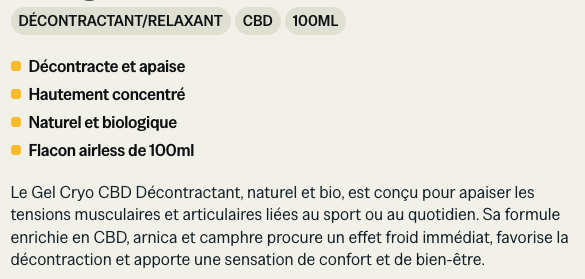 DÉCONTRACTANT/RELAXANT CBD 100ML
Décontracte et apaise
Hautement concentré
Naturel et biologique
Flacon airless de 100ml
Le Gel Cryo CBD Décontractant, naturel et bio, est conçu pour apaiser les
tensions musculaires et articulaires liées au sport ou au quotidien. Sa formule
enrichie en CBD, arnica et camphre procure un effet froid immédiat, favorise la
décontraction et apporte une sensation de confort et de bien-être.